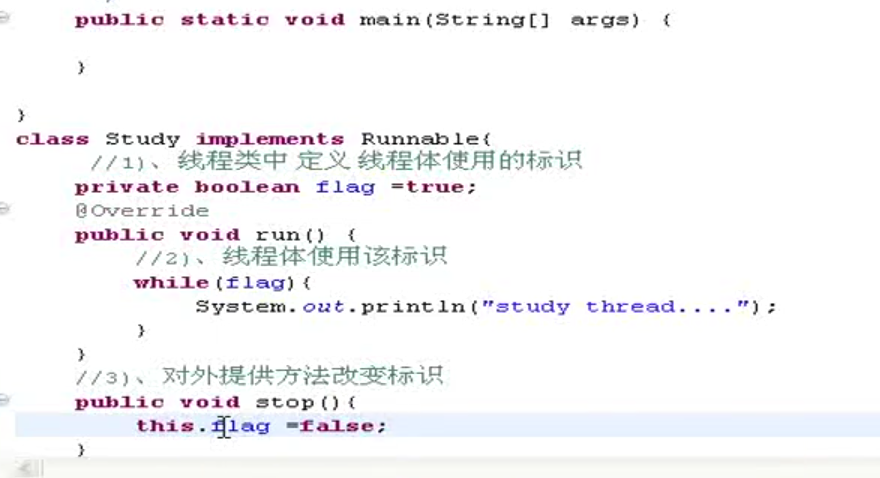 public static void main(String[] args) {
}
}
class Study implements Runnable{
//1)、线程类中 定义 线程体使用的标识
private boolean flag =true;
@Override
public void run() {
//2)、线程体使用该标识
while(flag){
System.out.println("study thread....");
}
}
//3)、对外提供方法改变标识
public void stop(){
this.flag =false;
}